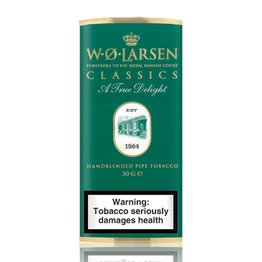 W·Ø·LARSEN
PURVEYORS TO THE ROYAL DANISH COURT
CLASSICS
A True Delight
EST
1864
HANDBLENDED PIPE TOBACCO
50 G e
Warning:
Tobacco seriously
damages health